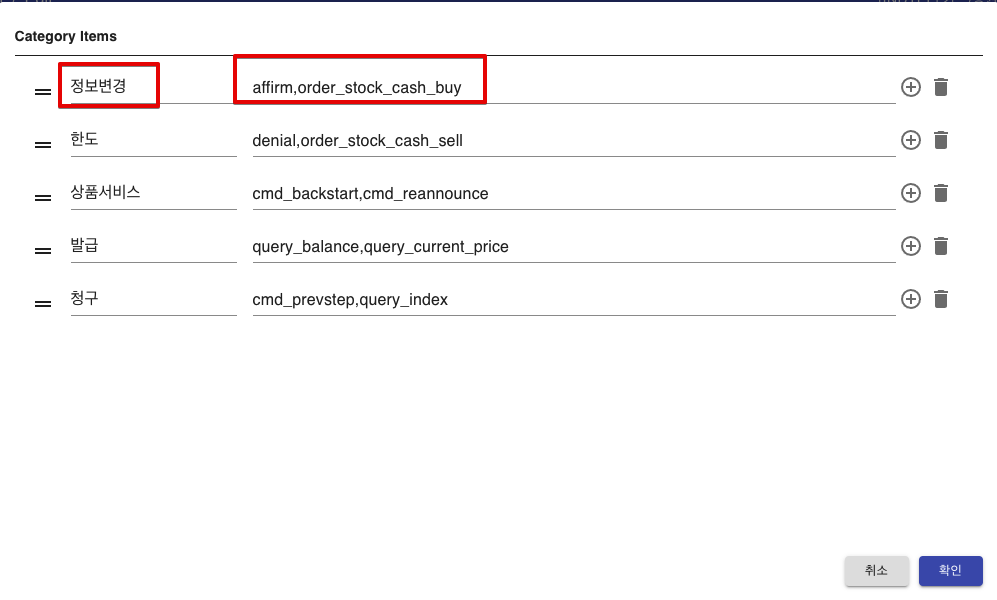 Category Items
정보변경 affirm,order_stock_cash_buy
한도 denial,order_stock_cash_sell
상품서비스 cmd_backstart,cmd_reannounce
발급 query_balance,query_current_price
청구 cmd_prevstep,query_index
취소 확인